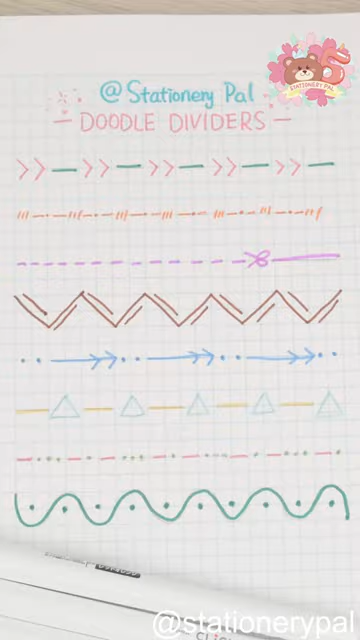 @Stationery Pal
STATIONERY PAL
— DOODLE DIVIDERS —
@stationerypal